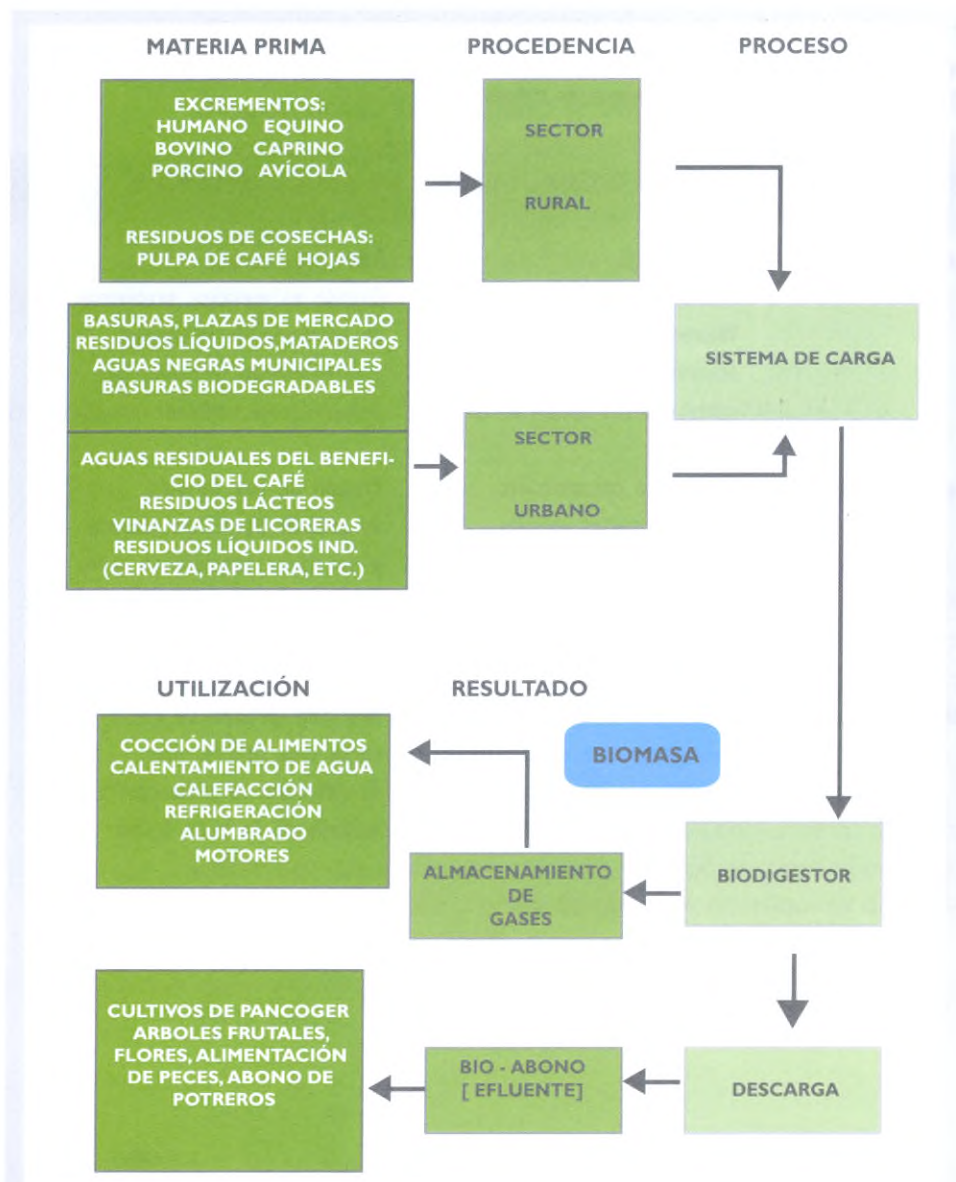 MATERIA PRIMA
PROCEDENCIA
PROCESO
EXCREMENTOS:
HUMANO EQUINO
BOVINO CAPRINO
PORCINO AVÍCOLA
RESIDUOS DE COSECHAS:
PULPA DE CAFÉ HOJAS
SECTOR
RURAL
BASURAS, PLAZAS DE MERCADO
RESIDUOS LÍQUIDOS,MATADEROS
AGUAS NEGRAS MUNICIPALES
BASURAS BIODEGRADABLES
AGUAS RESIDUALES DEL BENEFI-
CIO DEL CAFÉ
RESIDUOS LÁCTEOS
VINANZAS DE LICORERAS
RESIDUOS LÍQUIDOS IND.
(CERVEZA, PAPELERA, ETC.)
SECTOR
URBANO
SISTEMA DE CARGA
UTILIZACIÓN
RESULTADO
COCCIÓN DE ALIMENTOS
CALENTAMIENTO DE AGUA
CALEFACCIÓN
REFRIGERACIÓN
ALUMBRADO
MOTORES
BIOMASA
ALMACENAMIENTO
DE
GASES
BIODIGESTOR
CULTIVOS DE PANCOGER
ARBOLES FRUTALES,
FLORES, ALIMENTACIÓN
DE PECES, ABONO DE
POTREROS
BIO - ABONO
[ EFLUENTE]
DESCARGA